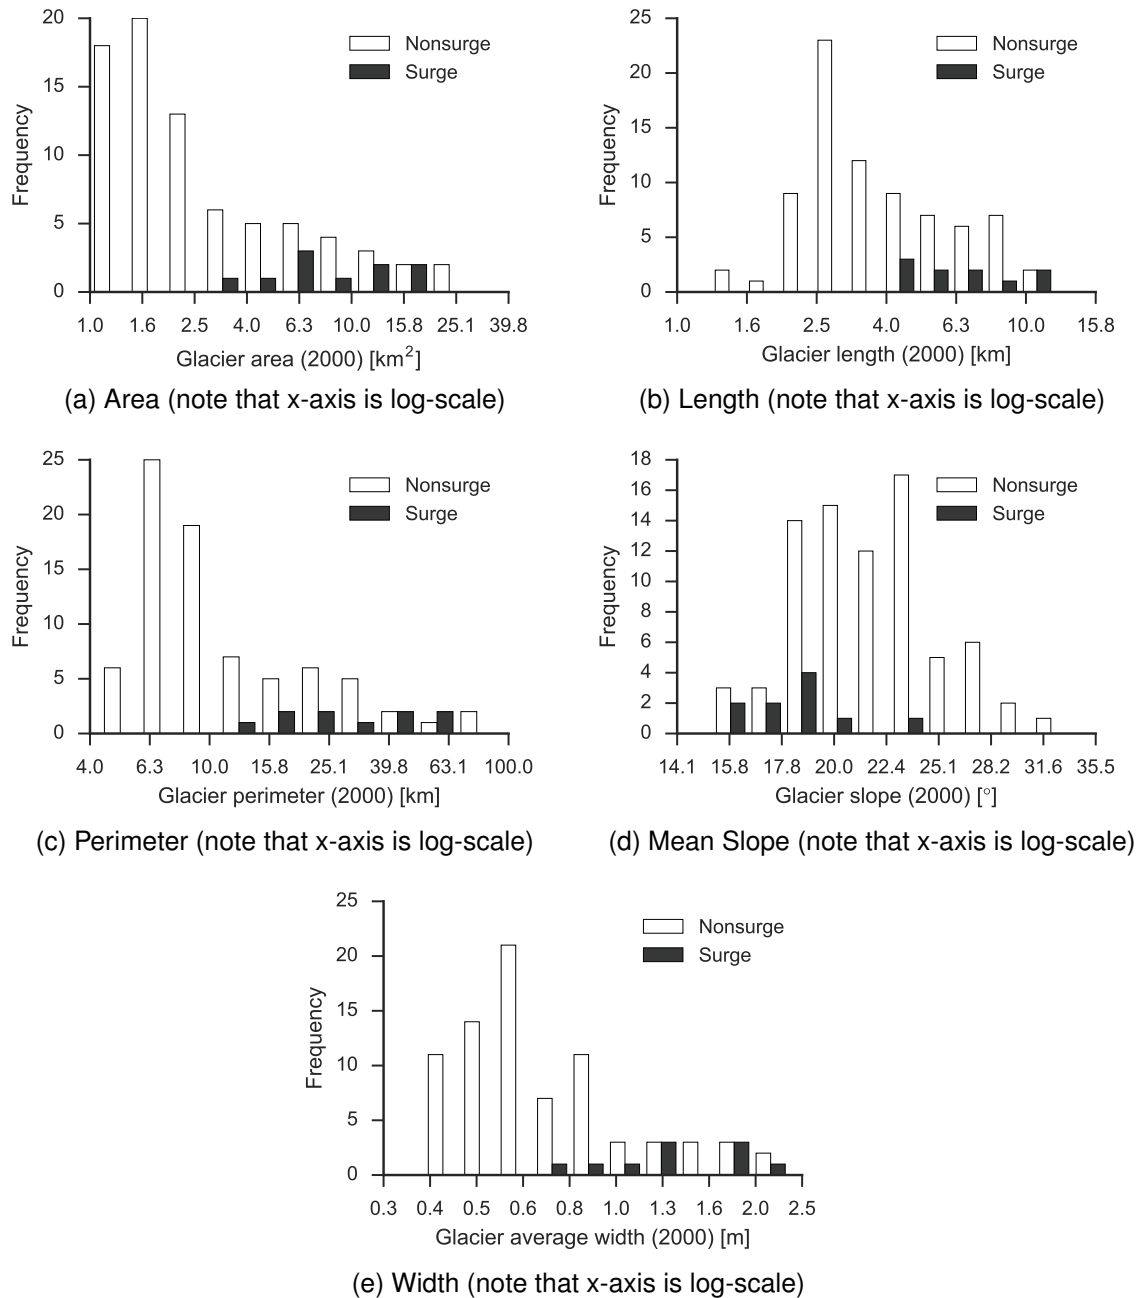 20
15
10
5
0
Frequency
Nonsurge
Surge
1.0 1.6 2.5 4.0 6.3 10.0 15.8 25.1 39.8
Glacier area (2000) [km²]
(a) Area (note that x-axis is log-scale)
25
20
15
10
5
0
Frequency
Nonsurge
Surge
1.0 1.6 2.5 4.0 6.3 10.0 15.8
Glacier length (2000) [km]
(b) Length (note that x-axis is log-scale)
25
20
15
10
5
0
Frequency
Nonsurge
Surge
4.0 6.3 10.0 15.8 25.1 39.8 63.1 100.0
Glacier perimeter (2000) [km]
(c) Perimeter (note that x-axis is log-scale)
18
16
14
12
10
8
6
4
2
0
Frequency
Nonsurge
Surge
14.1 15.8 17.8 20.0 22.4 25.1 28.2 31.6 35.5
Glacier slope (2000) [°]
(d) Mean Slope (note that x-axis is log-scale)
25
20
15
10
5
0
Frequency
Nonsurge
Surge
0.3 0.4 0.5 0.6 0.8 1.0 1.3 1.6 2.0 2.5
Glacier average width (2000) [m]
(e) Width (note that x-axis is log-scale)